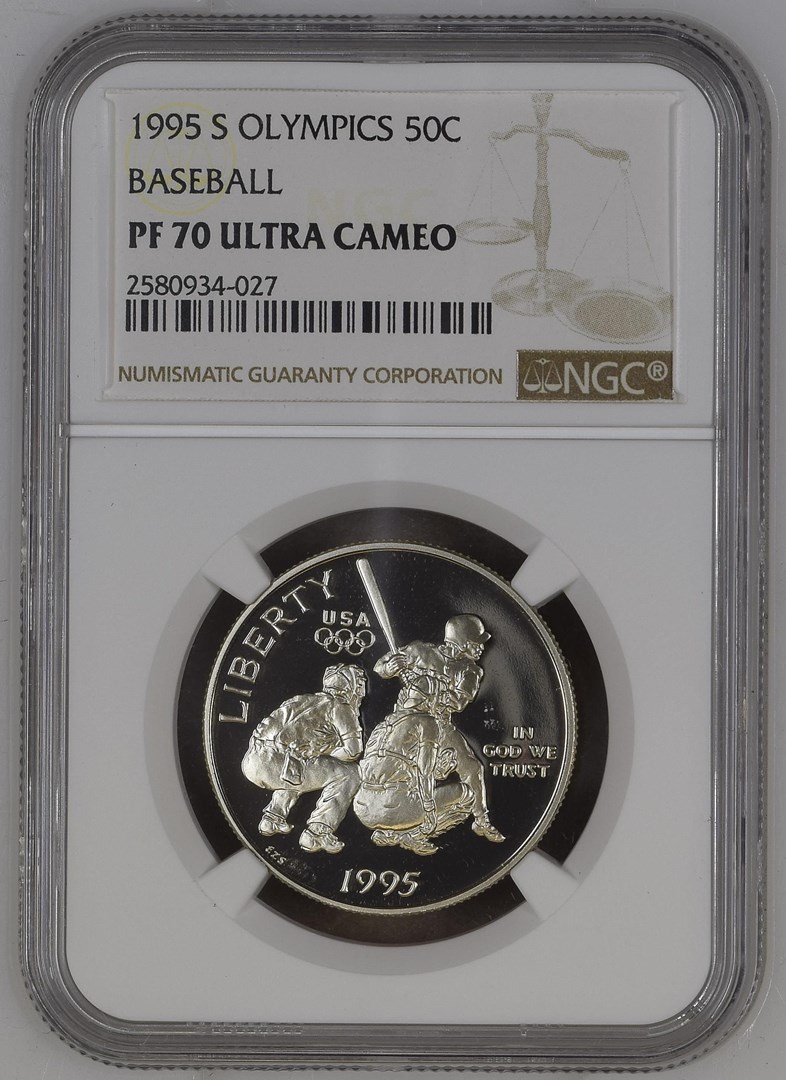 1995 S OLYMPICS 50C
BASEBALL
PF 70 ULTRA CAMEO
2580934-027
NUMISMATIC GUARANTY CORPORATION
NGC®
NGC
LIBERTY
USA
IN
GOD WE
TRUST
1995